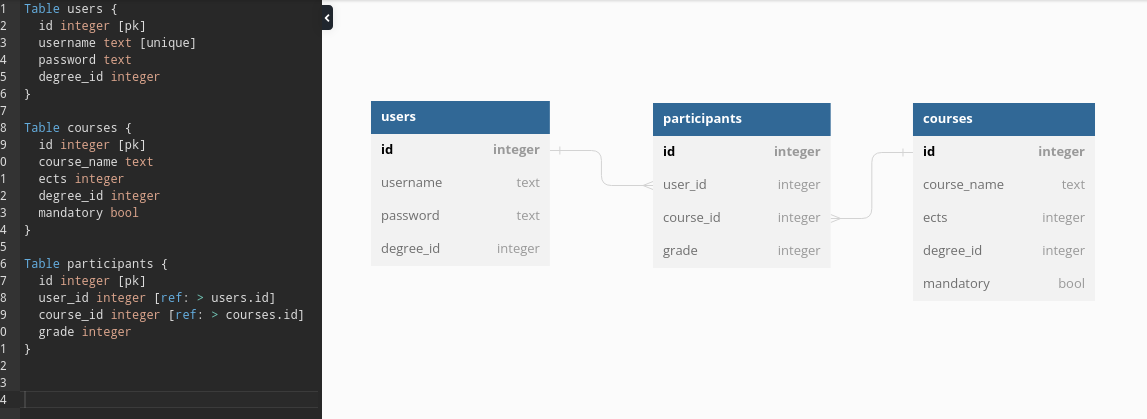 1 Table users {
2 id integer [pk]
3 username text [unique]
4 password text
5 degree_id integer
6 }
7
8 Table courses {
9 id integer [pk]
0 course_name text
1 ects integer
2 degree_id integer
3 mandatory bool
4 }
5
6 Table participants {
7 id integer [pk]
8 user_id integer [ref: > users.id]
9 course_id integer [ref: > courses.id]
0 grade integer
1 }
2
3
4
users
id integer
username text
password text
degree_id integer
participants
id integer
user_id integer
course_id integer
grade integer
courses
id integer
course_name text
ects integer
degree_id integer
mandatory bool